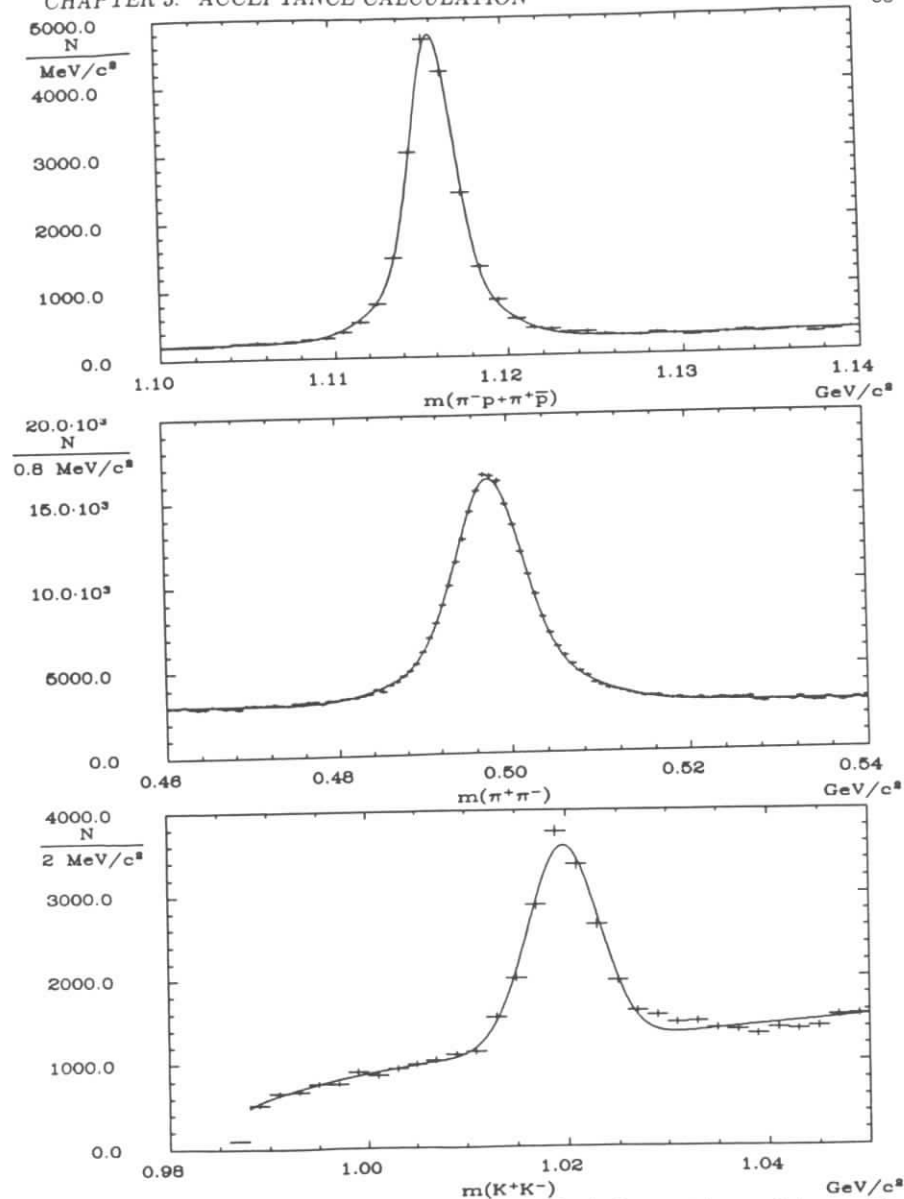 CHAPTER 5. ACCEPTANCE CALCULATION
5000.0
N
MeV/c²
4000.0
3000.0
2000.0
1000.0
0.0
1.10 1.11 1.12 1.13 1.14
m(π⁻p+π⁺p̅) GeV/c²
20.0·10³
N
0.8 MeV/c²
15.0·10³
10.0·10³
5000.0
0.0
0.46 0.48 0.50 0.52 0.54
m(π⁺π⁻) GeV/c²
4000.0
N
2 MeV/c²
3000.0
2000.0
1000.0
0.0
0.98 1.00 1.02 1.04
m(K⁺K⁻) GeV/c²